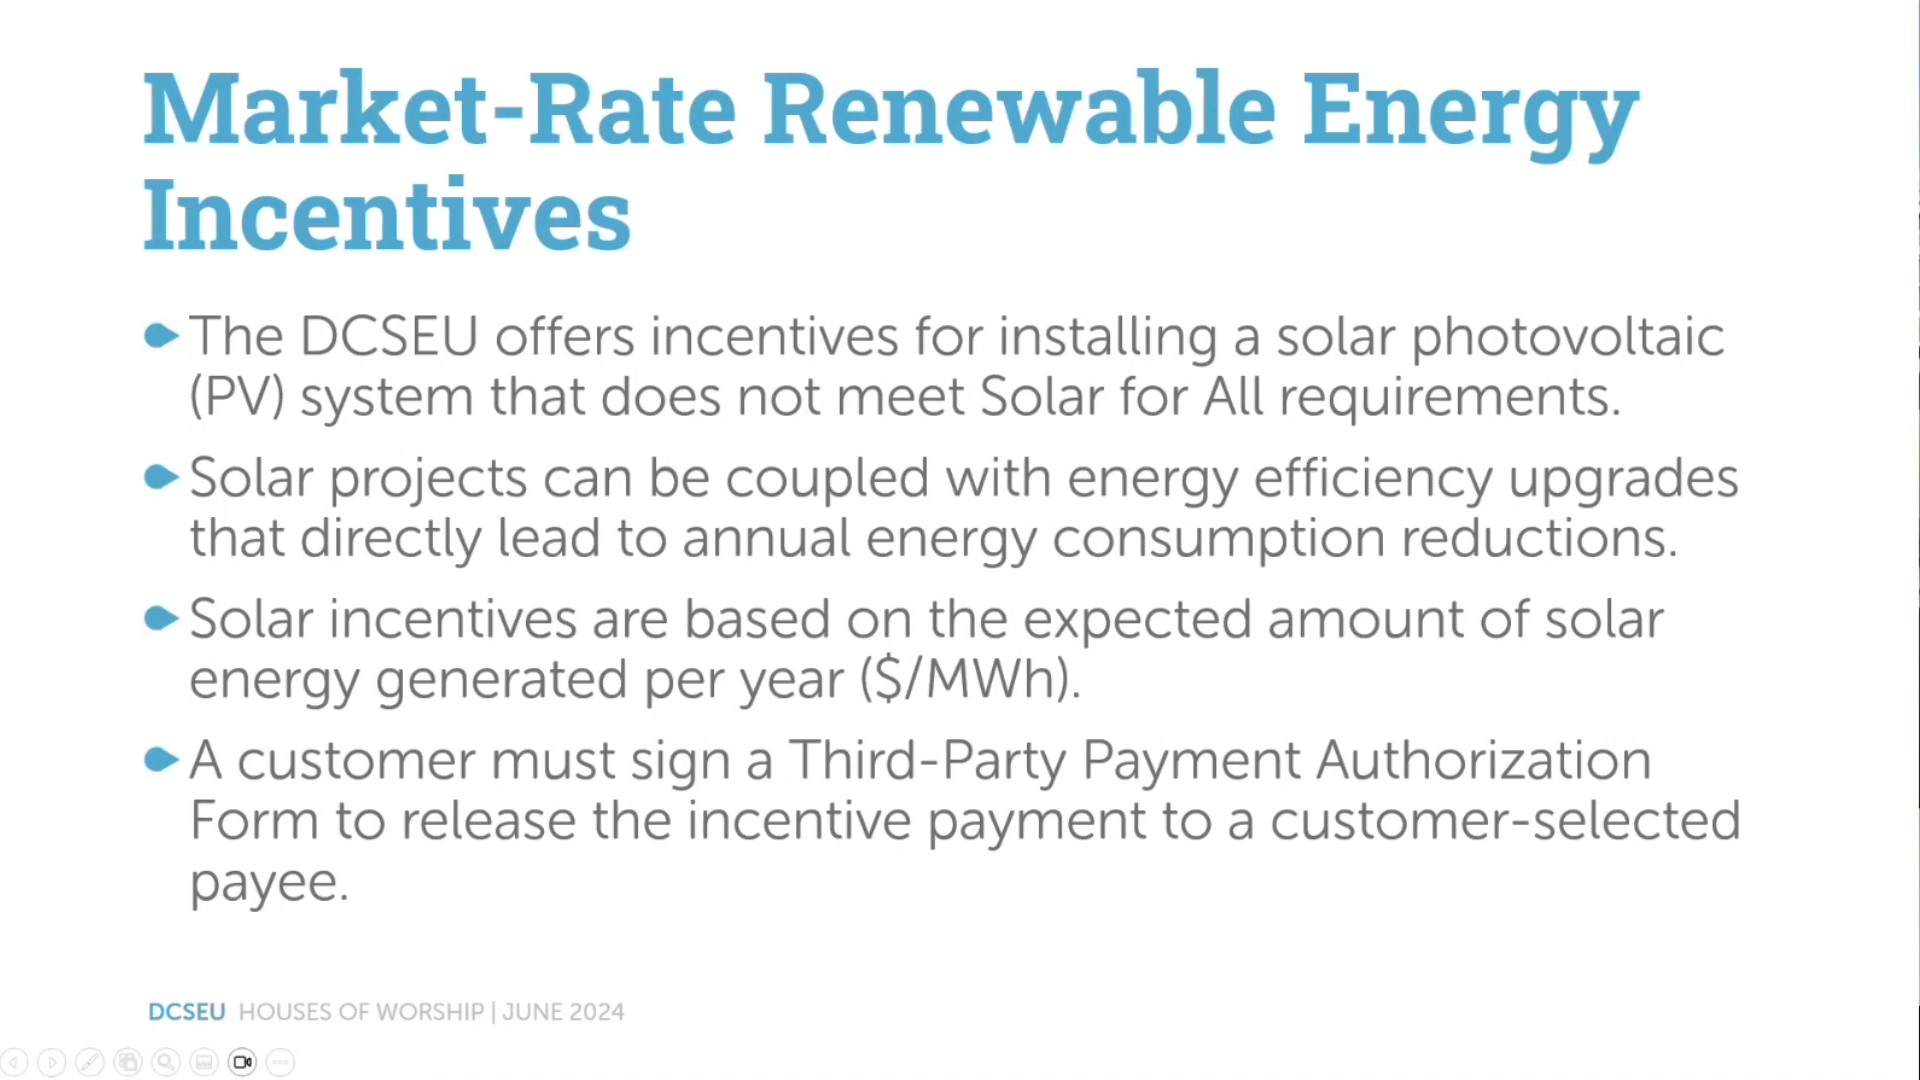 Market-Rate Renewable Energy
Incentives
The DCSEU offers incentives for installing a solar photovoltaic
(PV) system that does not meet Solar for All requirements.
Solar projects can be coupled with energy efficiency upgrades
that directly lead to annual energy consumption reductions.
Solar incentives are based on the expected amount of solar
energy generated per year ($/MWh).
A customer must sign a Third-Party Payment Authorization
Form to release the incentive payment to a customer-selected
payee.
DCSEU HOUSES OF WORSHIP | JUNE 2024